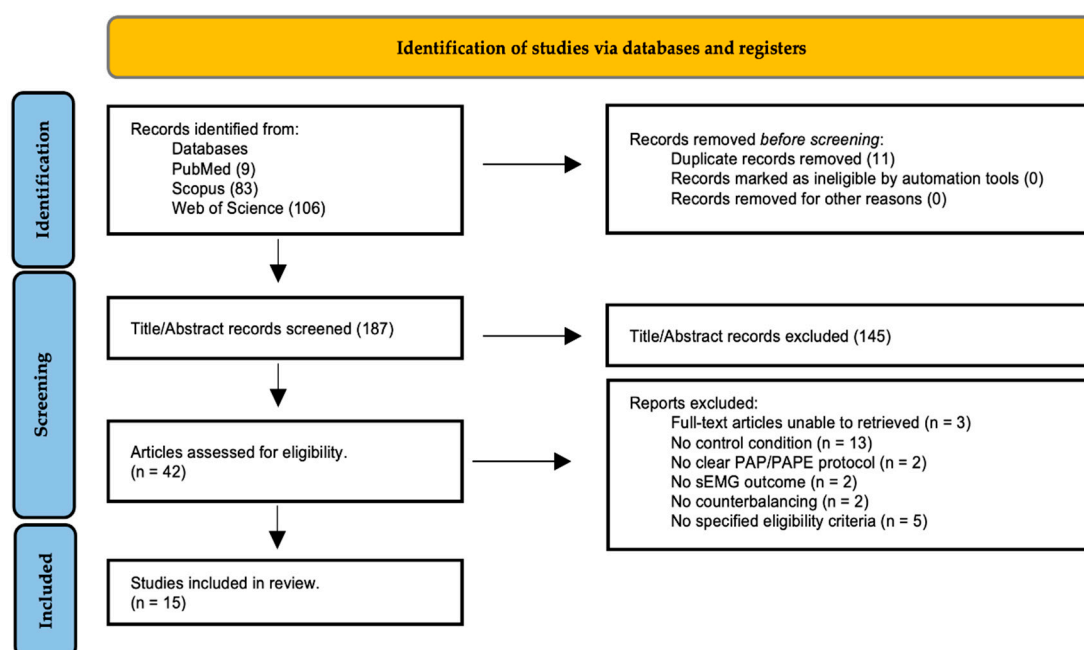 Identification of studies via databases and registers
Identification
Records identified from:
Databases
PubMed (9)
Scopus (83)
Web of Science (106)
Records removed before screening:
Duplicate records removed (11)
Records marked as ineligible by automation tools (0)
Records removed for other reasons (0)
Screening
Title/Abstract records screened (187)
Title/Abstract records excluded (145)
Articles assessed for eligibility.
(n = 42)
Reports excluded:
Full-text articles unable to retrieved (n = 3)
No control condition (n = 13)
No clear PAP/PAPE protocol (n = 2)
No sEMG outcome (n = 2)
No counterbalancing (n = 2)
No specified eligibility criteria (n = 5)
Included
Studies included in review.
(n = 15)